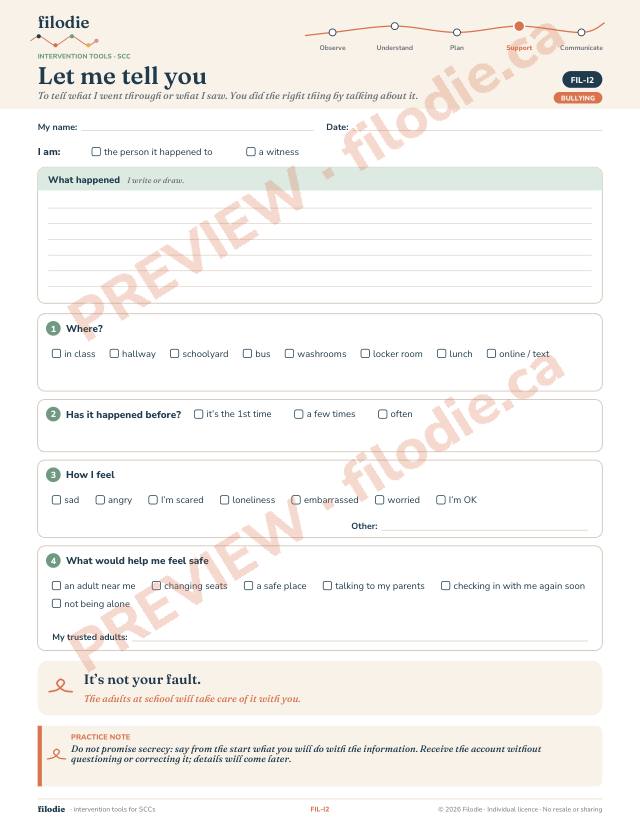 filodie
INTERVENTION TOOLS · SCC
Observe Understand Plan Support Communicate
Let me tell you
To tell what I went through or what I saw. You did the right thing by talking about it.
FIL-I2
BULLYING
My name: Date:
I am: the person it happened to a witness
What happened I write or draw.
1 Where?
in class hallway schoolyard bus washrooms locker room lunch online / text
2 Has it happened before? it's the 1st time a few times often
3 How I feel
sad angry I'm scared loneliness embarrassed worried I'm OK
Other:
4 What would help me feel safe
an adult near me changing seats a safe place talking to my parents checking in with me again soon
not being alone
My trusted adults:
It's not your fault.
The adults at school will take care of it with you.
PRACTICE NOTE
Do not promise secrecy: say from the start what you will do with the information. Receive the account without
questioning or correcting it; details will come later.
filodie · intervention tools for SCCs FIL-I2 © 2026 Filodie · Individual licence · No resale or sharing
PREVIEW · filodie.ca
PREVIEW · filodie.ca